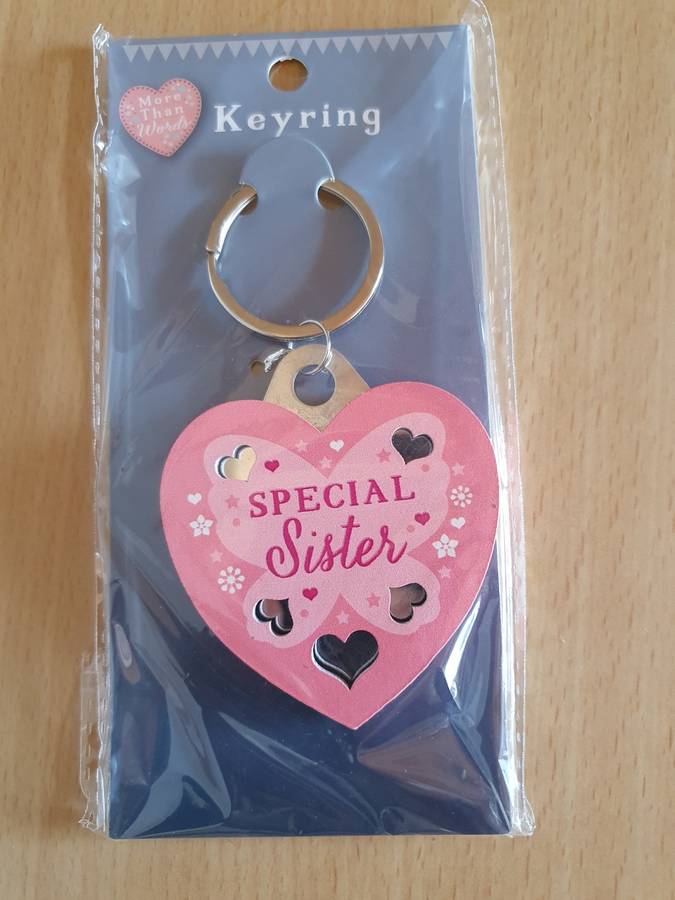 More
Than
Words
Keyring
SPECIAL
Sister